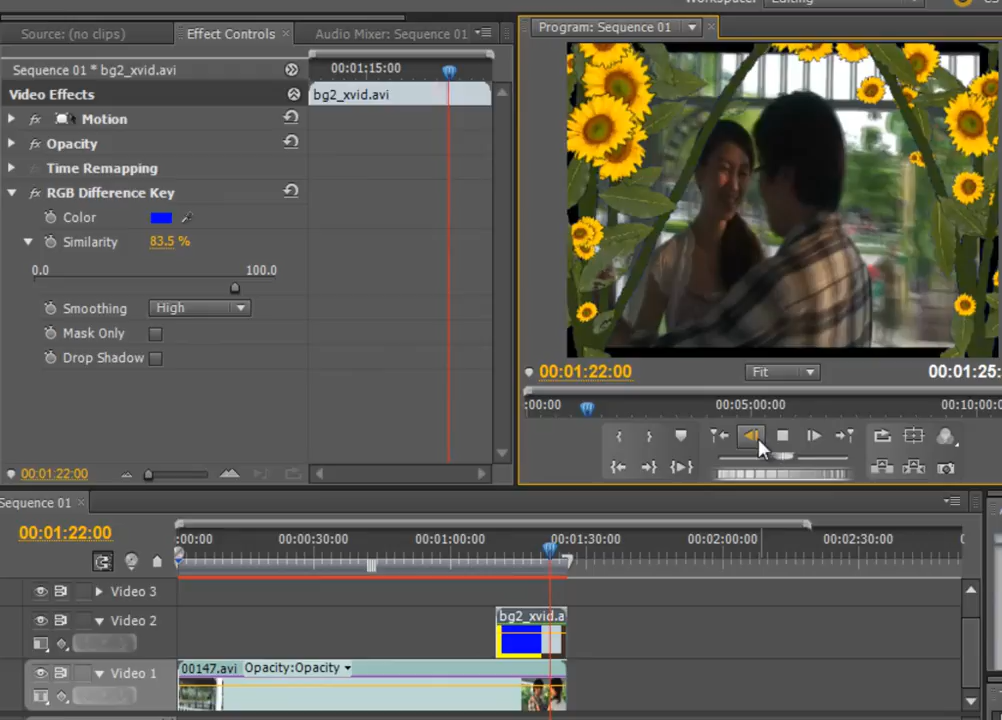 Workspace: Editing
Source: (no clips) Effect Controls × Audio Mixer: Sequence 01
Program: Sequence 01
Sequence 01 * bg2_xvid.avi
00:01:15:00
Video Effects
bg2_xvid.avi
fx Motion
fx Opacity
Time Remapping
fx RGB Difference Key
Color
Similarity 83.5 %
0.0 100.0
Smoothing High
Mask Only
Drop Shadow
00:01:22:00 Fit 00:01:25:
:00:00 00:05:00:00 00:10:00:
00:01:22:00
Sequence 01 ×
00:01:22:00
:00:00 00:00:30:00 00:01:00:00 00:01:30:00 00:02:00:00 00:02:30:00
Video 3
Video 2 bg2_xvid.a
Video 1 00147.avi Opacity:Opacity